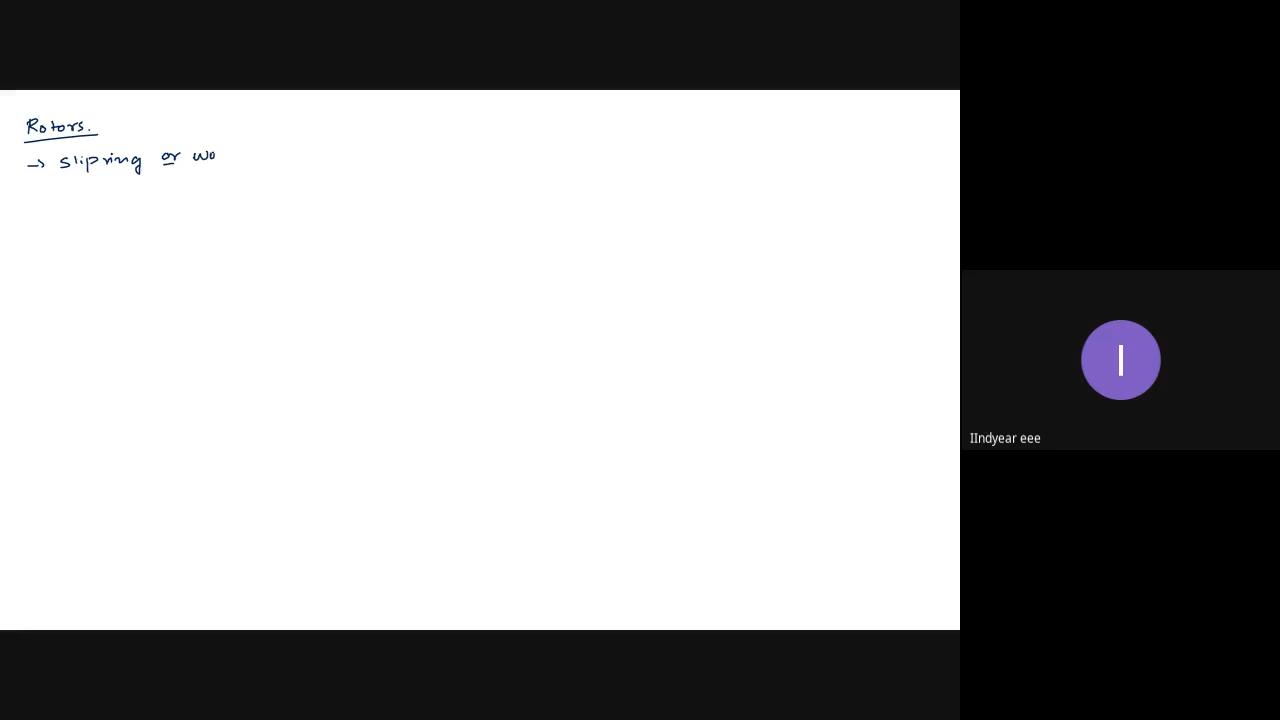 Rotors.
→ slipring or wo
I
IIndyear eee